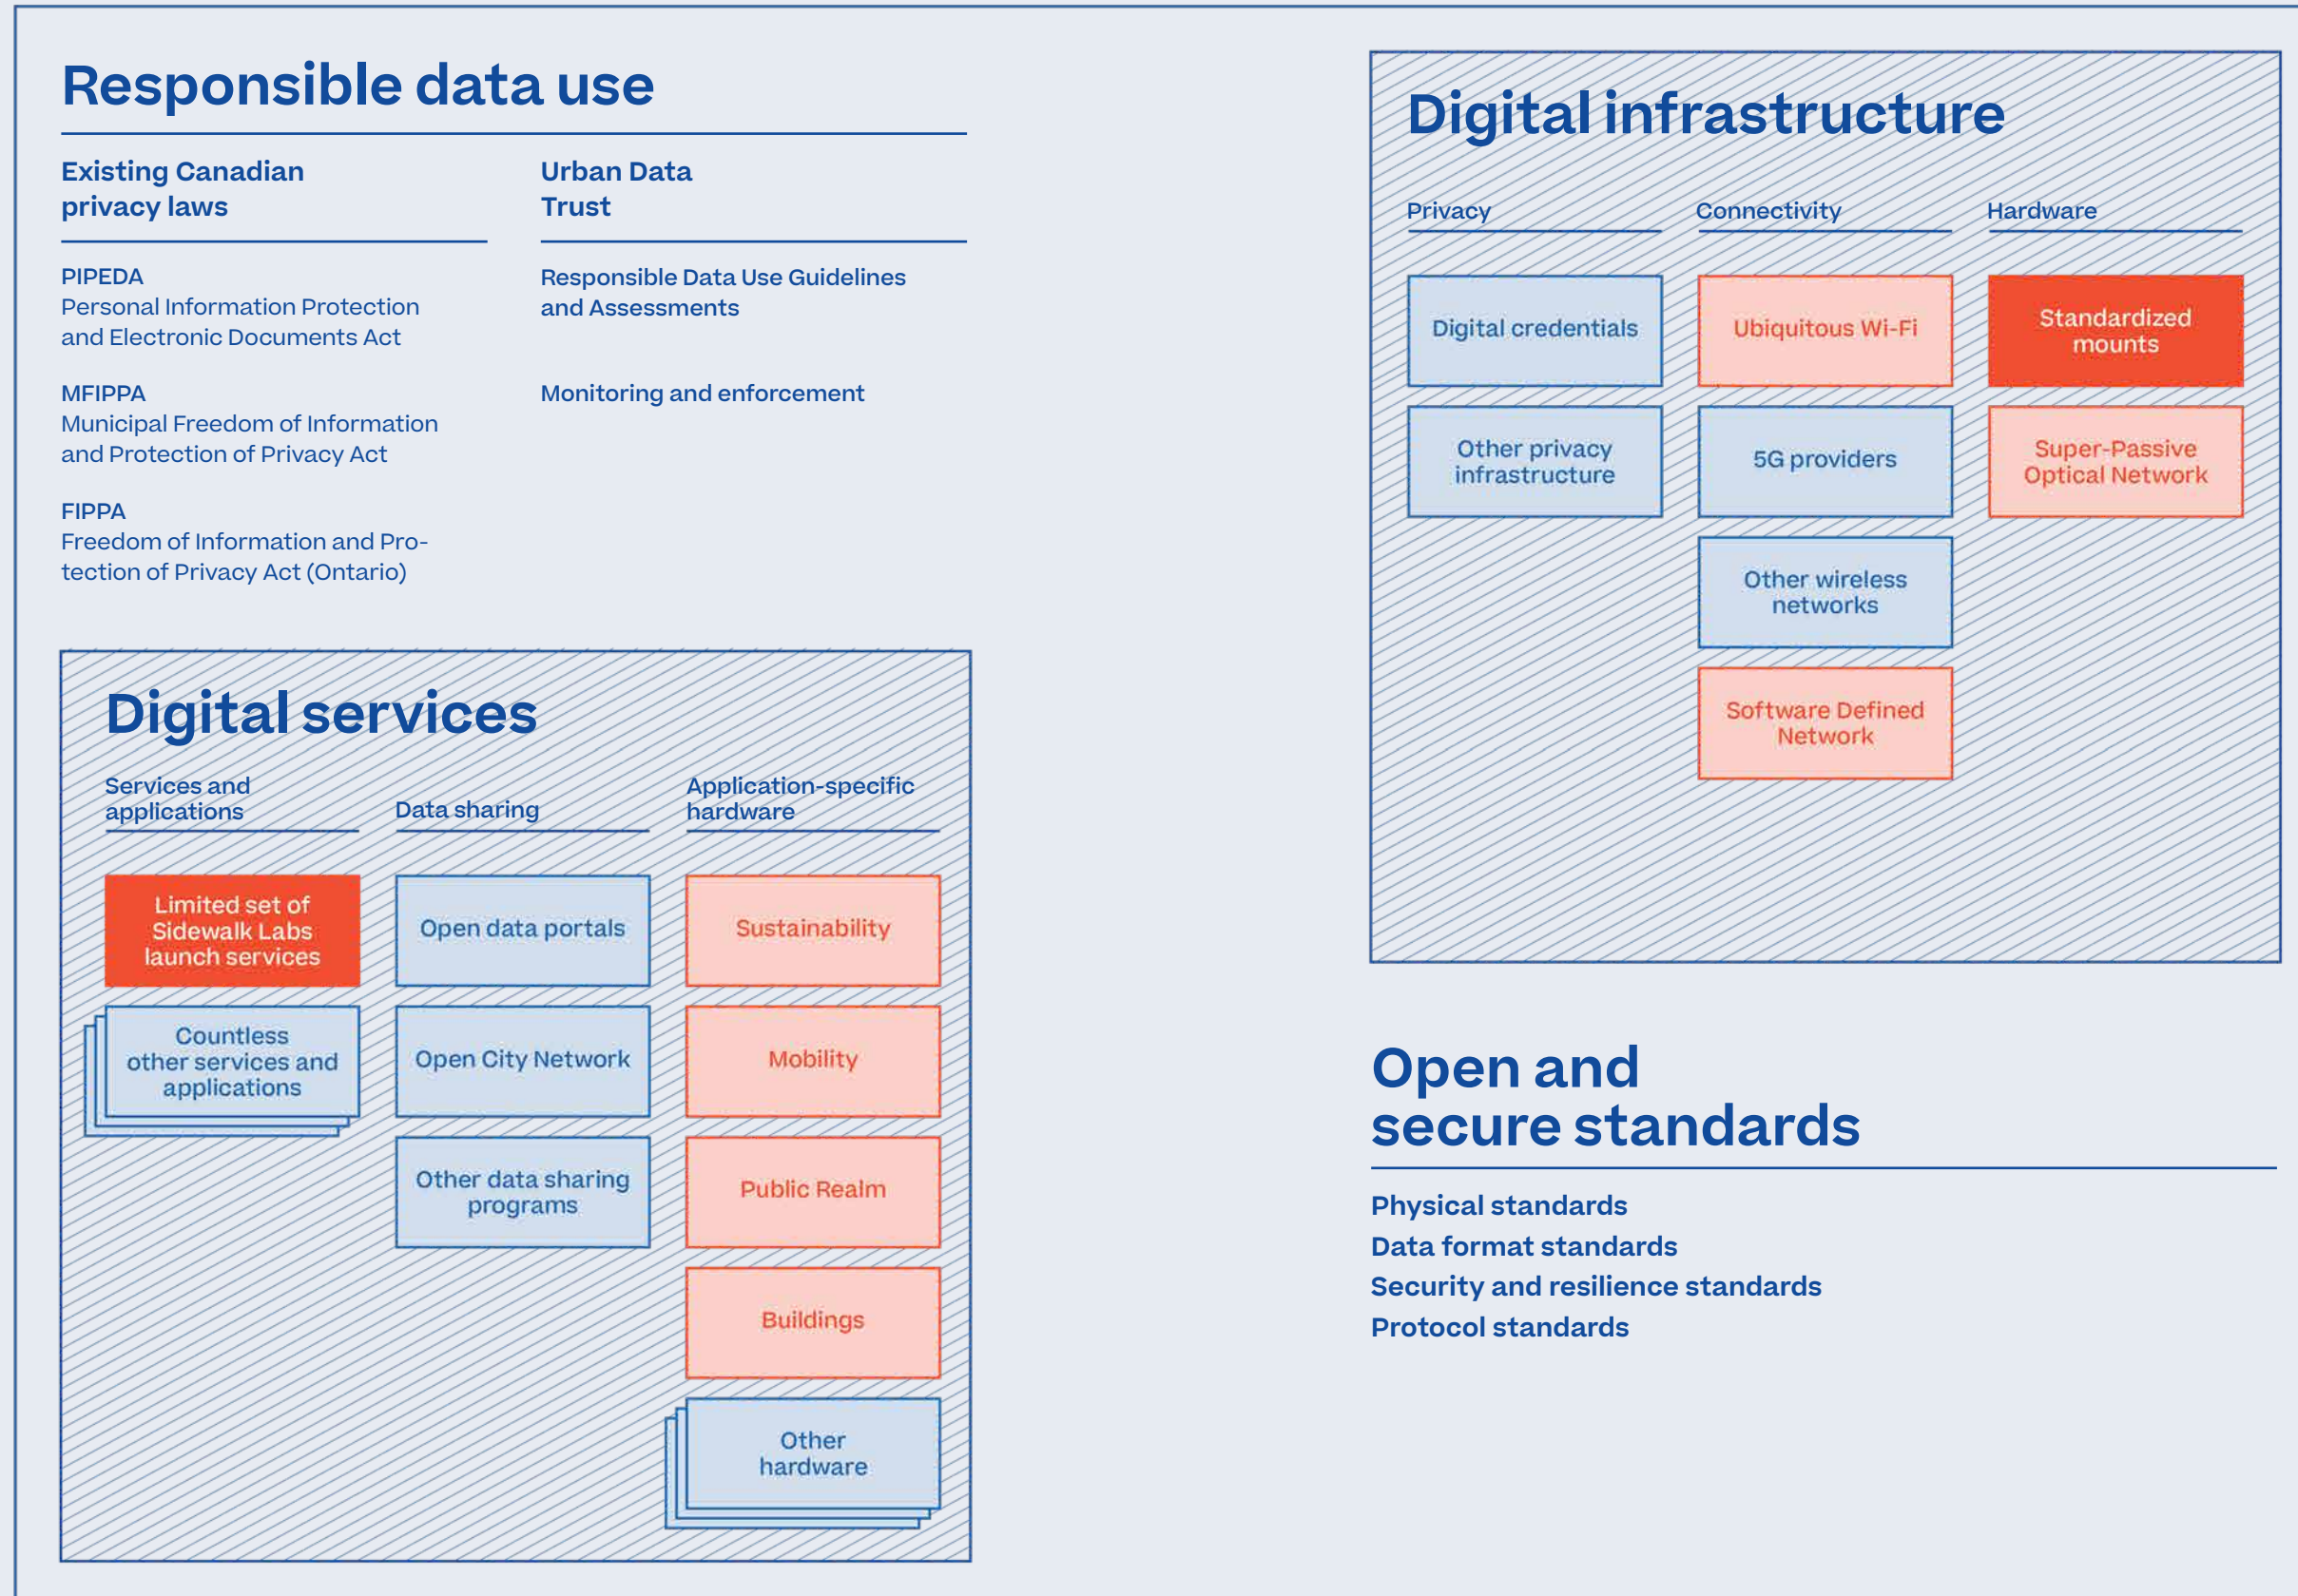 Responsible data use
Existing Canadian
privacy laws
PIPEDA
Personal Information Protection
and Electronic Documents Act
MFIPPA
Municipal Freedom of Information
and Protection of Privacy Act
FIPPA
Freedom of Information and Pro-
tection of Privacy Act (Ontario)
Urban Data
Trust
Responsible Data Use Guidelines
and Assessments
Monitoring and enforcement
Digital services
Services and
applications
Limited set of
Sidewalk Labs
launch services
Countless
other services and
applications
Data sharing
Open data portals
Open City Network
Other data sharing
programs
Application-specific
hardware
Sustainability
Mobility
Public Realm
Buildings
Other
hardware
Digital infrastructure
Privacy
Digital credentials
Other privacy
infrastructure
Connectivity
Ubiquitous Wi-Fi
5G providers
Other wireless
networks
Software Defined
Network
Hardware
Standardized
mounts
Super-Passive
Optical Network
Open and
secure standards
Physical standards
Data format standards
Security and resilience standards
Protocol standards